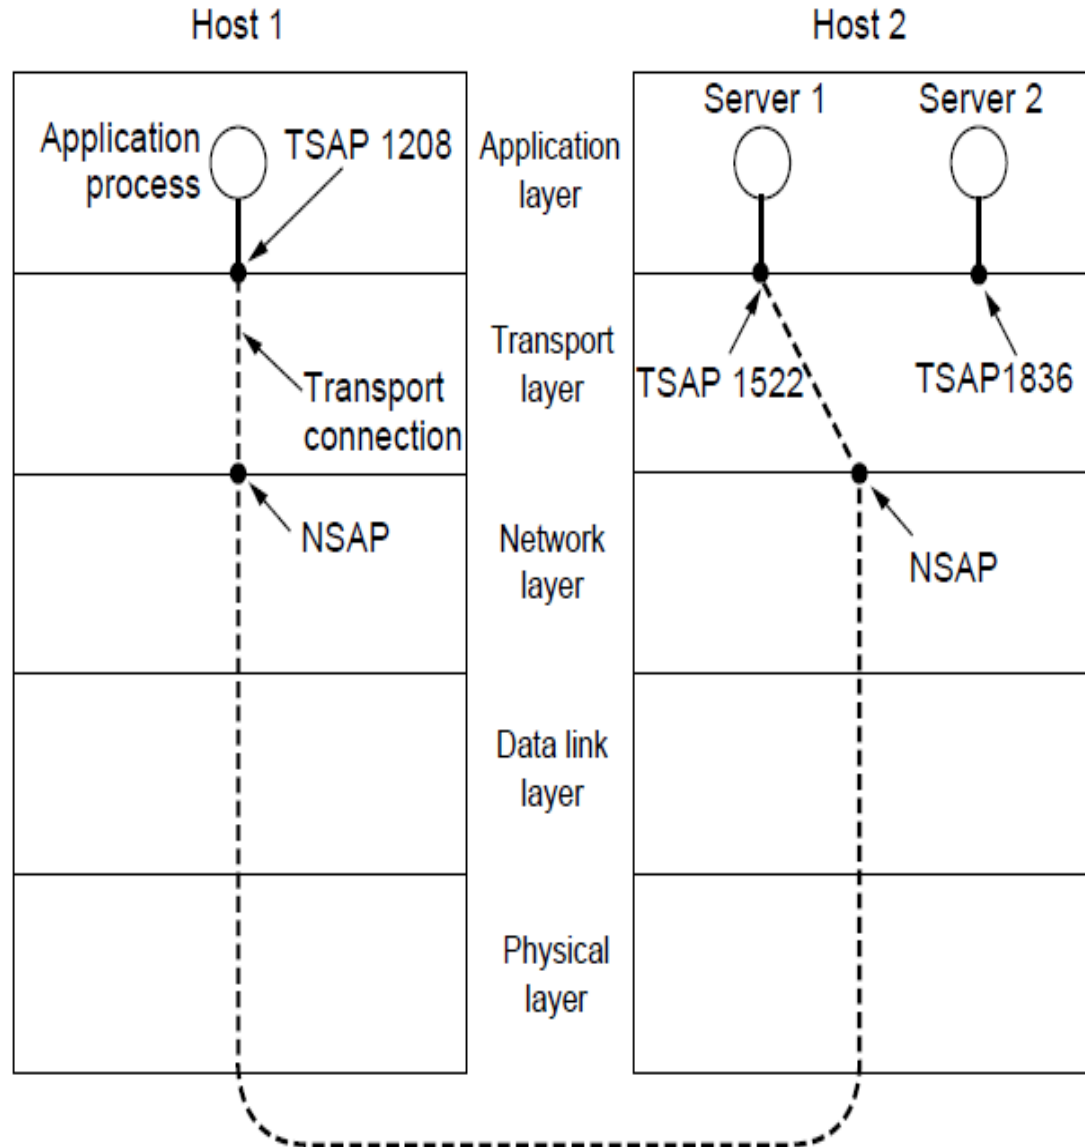 Host 1
Host 2
Application
process
TSAP 1208
Application
layer
Server 1
Server 2
Transport
connection
Transport
layer
TSAP 1522
TSAP1836
NSAP
Network
layer
NSAP
Data link
layer
Physical
layer